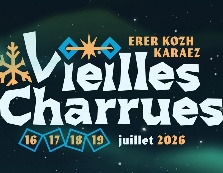 ERER KOZH
KARAEZ
Vieilles
Charrues
16 17 18 19 juillet 2026